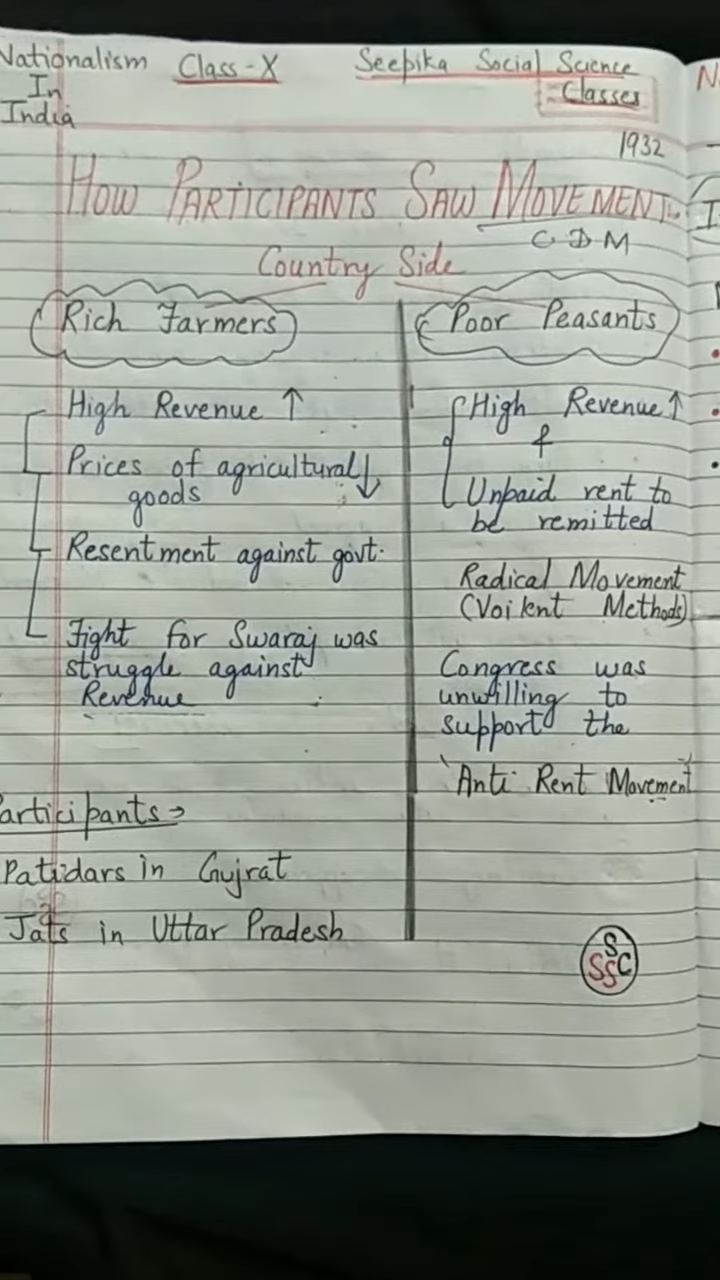 Nationalism
In
India
Class-X
Seepika Social Science
Classes
1932
HOW PARTICIPANTS SAW MOVEMENT
C D M
Country Side
Rich Farmers
High Revenue ↑
Prices of agricultural ↓
goods
Resentment against govt.
Fight for Swaraj was
struggle against
Revenue
Participants →
Patidars in Gujrat
Jats in Uttar Pradesh
Poor Peasants
High Revenue ↑
&
Unpaid rent to
be remitted
Radical Movement
(Voilent Methods)
Congress was
unwilling to
support the
'Anti Rent Movement'
S
SSC